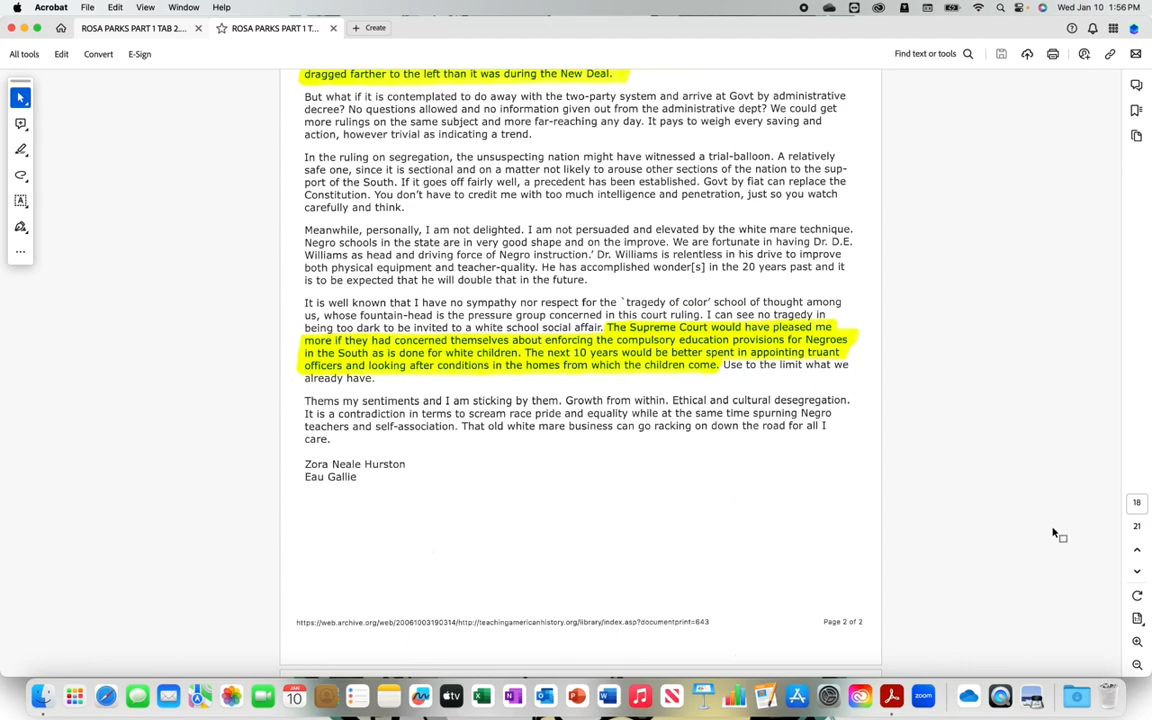 Acrobat File Edit View Window Help
Wed Jan 10 1:56 PM
ROSA PARKS PART 1 TAB 2....
ROSA PARKS PART 1 T...
Create
All tools Edit Convert E-Sign
Find text or tools
dragged farther to the left than it was during the New Deal.
But what if it is contemplated to do away with the two-party system and arrive at Govt by administrative
decree? No questions allowed and no information given out from the administrative dept? We could get
more rulings on the same subject and more far-reaching any day. It pays to weigh every saving and
action, however trivial as indicating a trend.
In the ruling on segregation, the unsuspecting nation might have witnessed a trial-balloon. A relatively
safe one, since it is sectional and on a matter not likely to arouse other sections of the nation to the sup-
port of the South. If it goes off fairly well, a precedent has been established. Govt by fiat can replace the
Constitution. You don't have to credit me with too much intelligence and penetration, just so you watch
carefully and think.
Meanwhile, personally, I am not delighted. I am not persuaded and elevated by the white mare technique.
Negro schools in the state are in very good shape and on the improve. We are fortunate in having Dr. D.E.
Williams as head and driving force of Negro instruction.' Dr. Williams is relentless in his drive to improve
both physical equipment and teacher-quality. He has accomplished wonder[s] in the 20 years past and it
is to be expected that he will double that in the future.
It is well known that I have no sympathy nor respect for the `tragedy of color' school of thought among
us, whose fountain-head is the pressure group concerned in this court ruling. I can see no tragedy in
being too dark to be invited to a white school social affair. The Supreme Court would have pleased me
more if they had concerned themselves about enforcing the compulsory education provisions for Negroes
in the South as is done for white children. The next 10 years would be better spent in appointing truant
officers and looking after conditions in the homes from which the children come. Use to the limit what we
already have.
Thems my sentiments and I am sticking by them. Growth from within. Ethical and cultural desegregation.
It is a contradiction in terms to scream race pride and equality while at the same time spurning Negro
teachers and self-association. That old white mare business can go racking on down the road for all I
care.
Zora Neale Hurston
Eau Gallie
18
21
https://web.archive.org/web/20061003190314/http://teachingamericanhistory.org/library/index.asp?documentprint=643
Page 2 of 2
JAN
10
tv
zoom